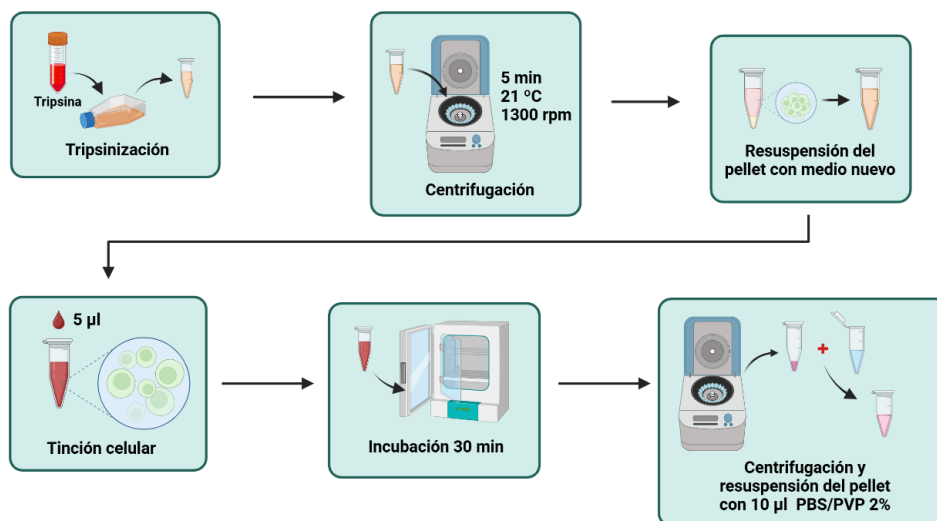 Tripsina
Tripsinización
5 min
21 ºC
1300 rpm
Centrifugación
Resuspensión del
pellet con medio nuevo
5 µl
Tinción celular
Incubación 30 min
+
Centrifugación y
resuspensión del pellet
con 10 µl PBS/PVP 2%